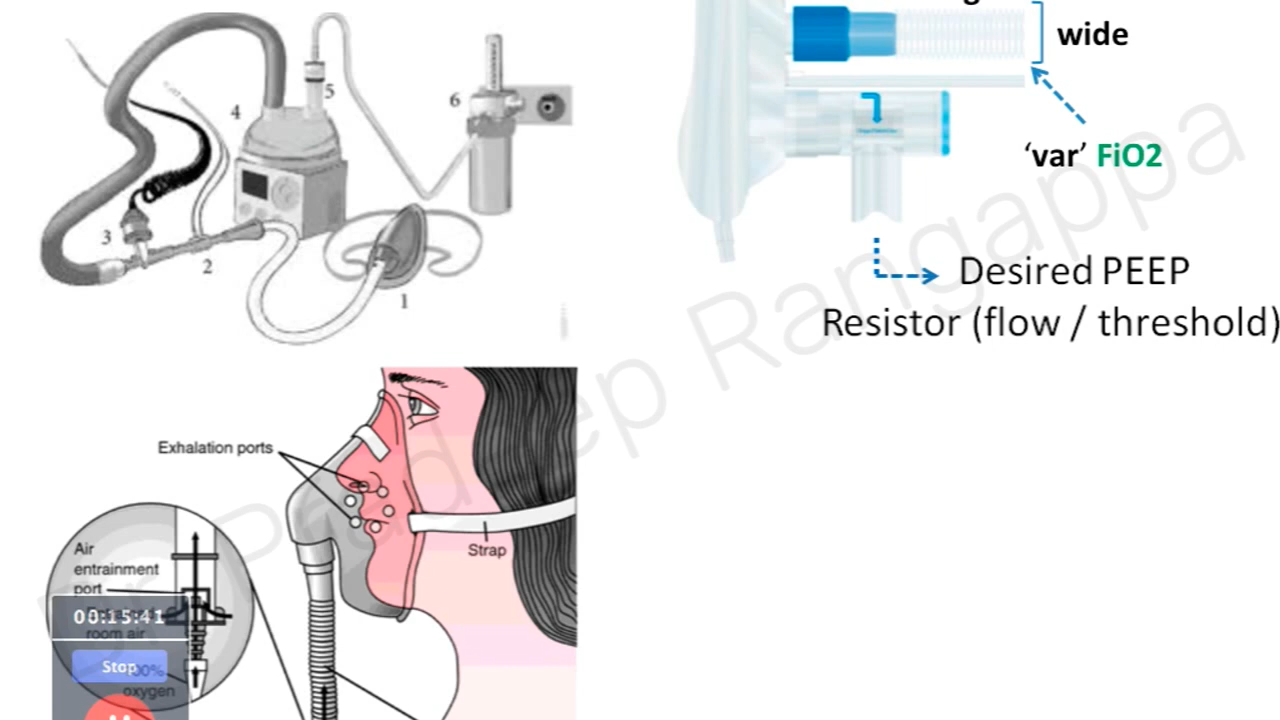 4
5
6
3
2
1
wide
‘var’ FiO2
Desired PEEP
Resistor (flow / threshold)
Exhalation ports
Strap
Air
entrainment
port
00:15:41
room air
Stop
oxygen
Rangappa